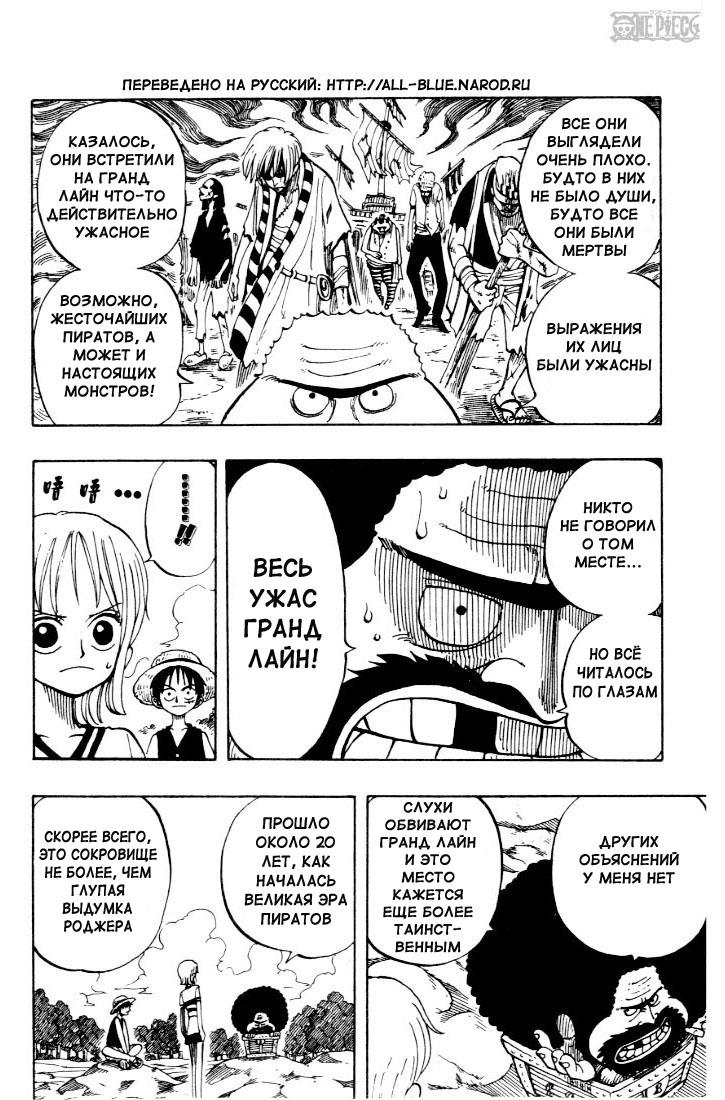 ONE PIECE
ПЕРЕВЕДЕНО НА РУССКИЙ: HTTP://ALL-BLUE.NAROD.RU
КАЗАЛОСЬ,
ОНИ ВСТРЕТИЛИ
НА ГРАНД
ЛАЙН ЧТО-ТО
ДЕЙСТВИТЕЛЬНО
УЖАСНОЕ
ВОЗМОЖНО,
ЖЕСТОЧАЙШИХ
ПИРАТОВ, А
МОЖЕТ И
НАСТОЯЩИХ
МОНСТРОВ!
ВСЕ ОНИ
ВЫГЛЯДЕЛИ
ОЧЕНЬ ПЛОХО.
БУДТО В НИХ
НЕ БЫЛО ДУШИ,
БУДТО ВСЕ
ОНИ БЫЛИ
МЕРТВЫ
ВЫРАЖЕНИЯ
ИХ ЛИЦ
БЫЛИ УЖАСНЫ
唔 唔 ...
......!!
ВЕСЬ
УЖАС
ГРАНД
ЛАЙН!
НИКТО
НЕ ГОВОРИЛ
О ТОМ
МЕСТЕ...
НО ВСЁ
ЧИТАЛОСЬ
ПО ГЛАЗАМ
СКОРЕЕ ВСЕГО,
ЭТО СОКРОВИЩЕ
НЕ БОЛЕЕ, ЧЕМ
ГЛУПАЯ
ВЫДУМКА
РОДЖЕРА
ПРОШЛО
ОКОЛО 20
ЛЕТ, КАК
НАЧАЛАСЬ
ВЕЛИКАЯ ЭРА
ПИРАТОВ
СЛУХИ
ОБВИВАЮТ
ГРАНД ЛАЙН
И ЭТО
МЕСТО
КАЖЕТСЯ
ЕЩЕ БОЛЕЕ
ТАИНСТ-
ВЕННЫМ
ДРУГИХ
ОБЪЯСНЕНИЙ
У МЕНЯ НЕТ